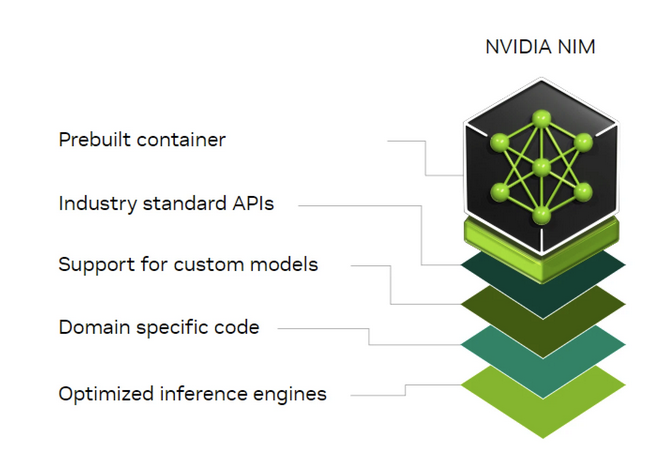 NVIDIA NIM
Prebuilt container
Industry standard APIs
Support for custom models
Domain specific code
Optimized inference engines